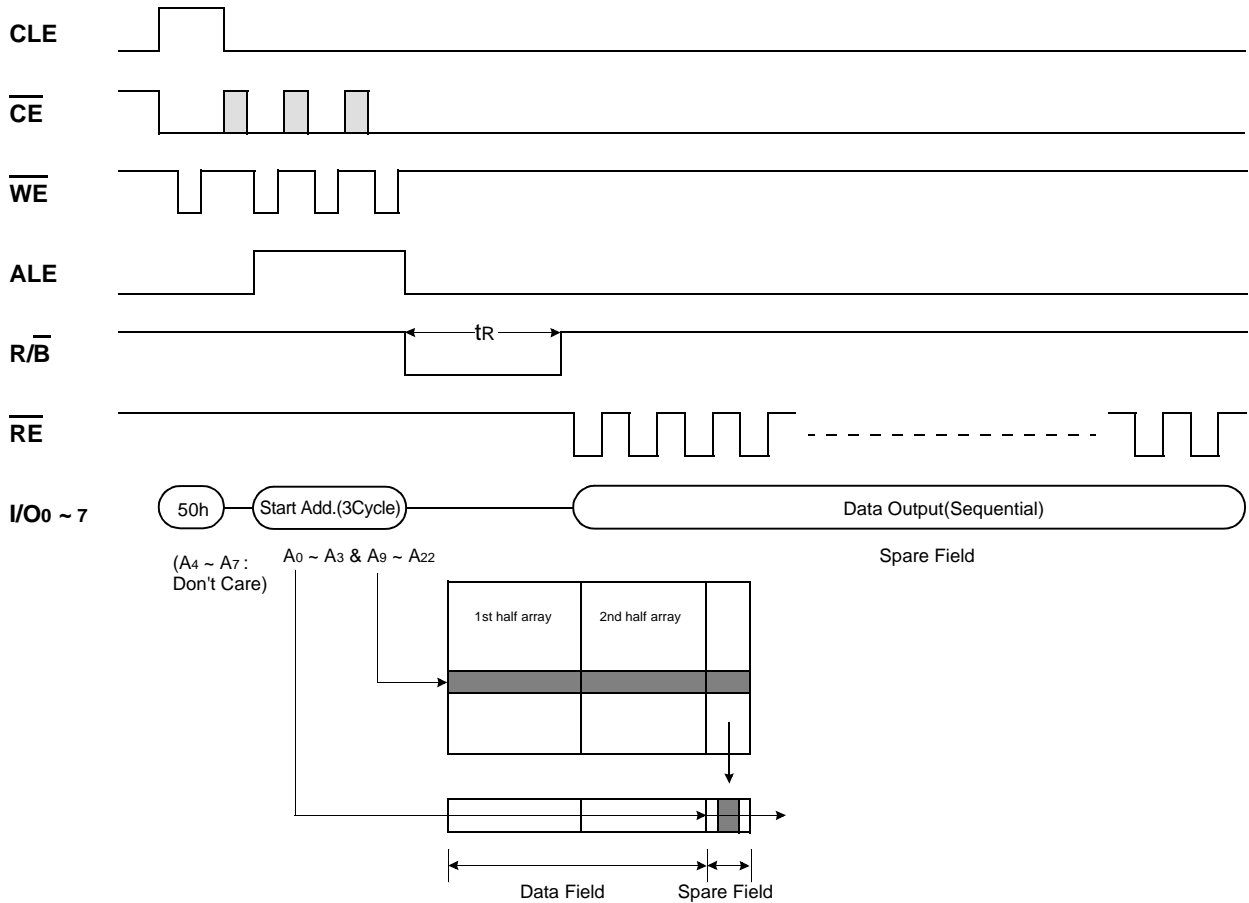 CLE
CE
WE
ALE
R/B
tR
RE
I/O0 ~ 7
50h
Start Add.(3Cycle)
Data Output(Sequential)
(A4 ~ A7 :
Don't Care)
A0 ~ A3 & A9 ~ A22
Spare Field
1st half array
2nd half array
Data Field
Spare Field